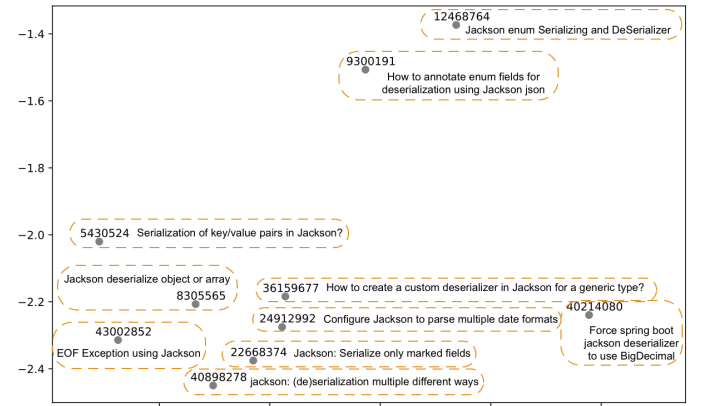 −1.4
12468764
Jackson enum Serializing and DeSerializer
9300191
How to annotate enum fields for
deserialization using Jackson json
−1.6
−1.8
−2.0
5430524 Serialization of key/value pairs in Jackson?
Jackson deserialize object or array
8305565
−2.2
36159677 How to create a custom deserializer in Jackson for a generic type?
40214080
Force spring boot
jackson deserializer
to use BigDecimal
24912992 Configure Jackson to parse multiple date formats
43002852
EOF Exception using Jackson
22668374 Jackson: Serialize only marked fields
−2.4
40898278 jackson: (de)serialization multiple different ways